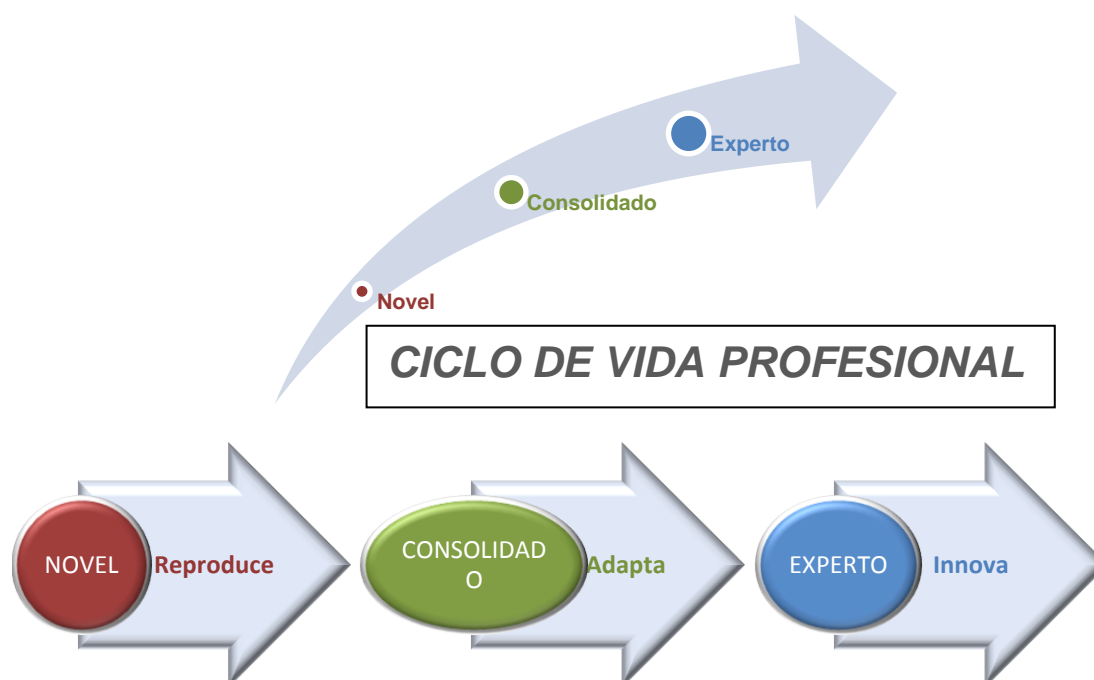 Experto
Consolidado
Novel
CICLO DE VIDA PROFESIONAL
NOVEL
Reproduce
CONSOLIDAD
O
Adapta
EXPERTO
Innova